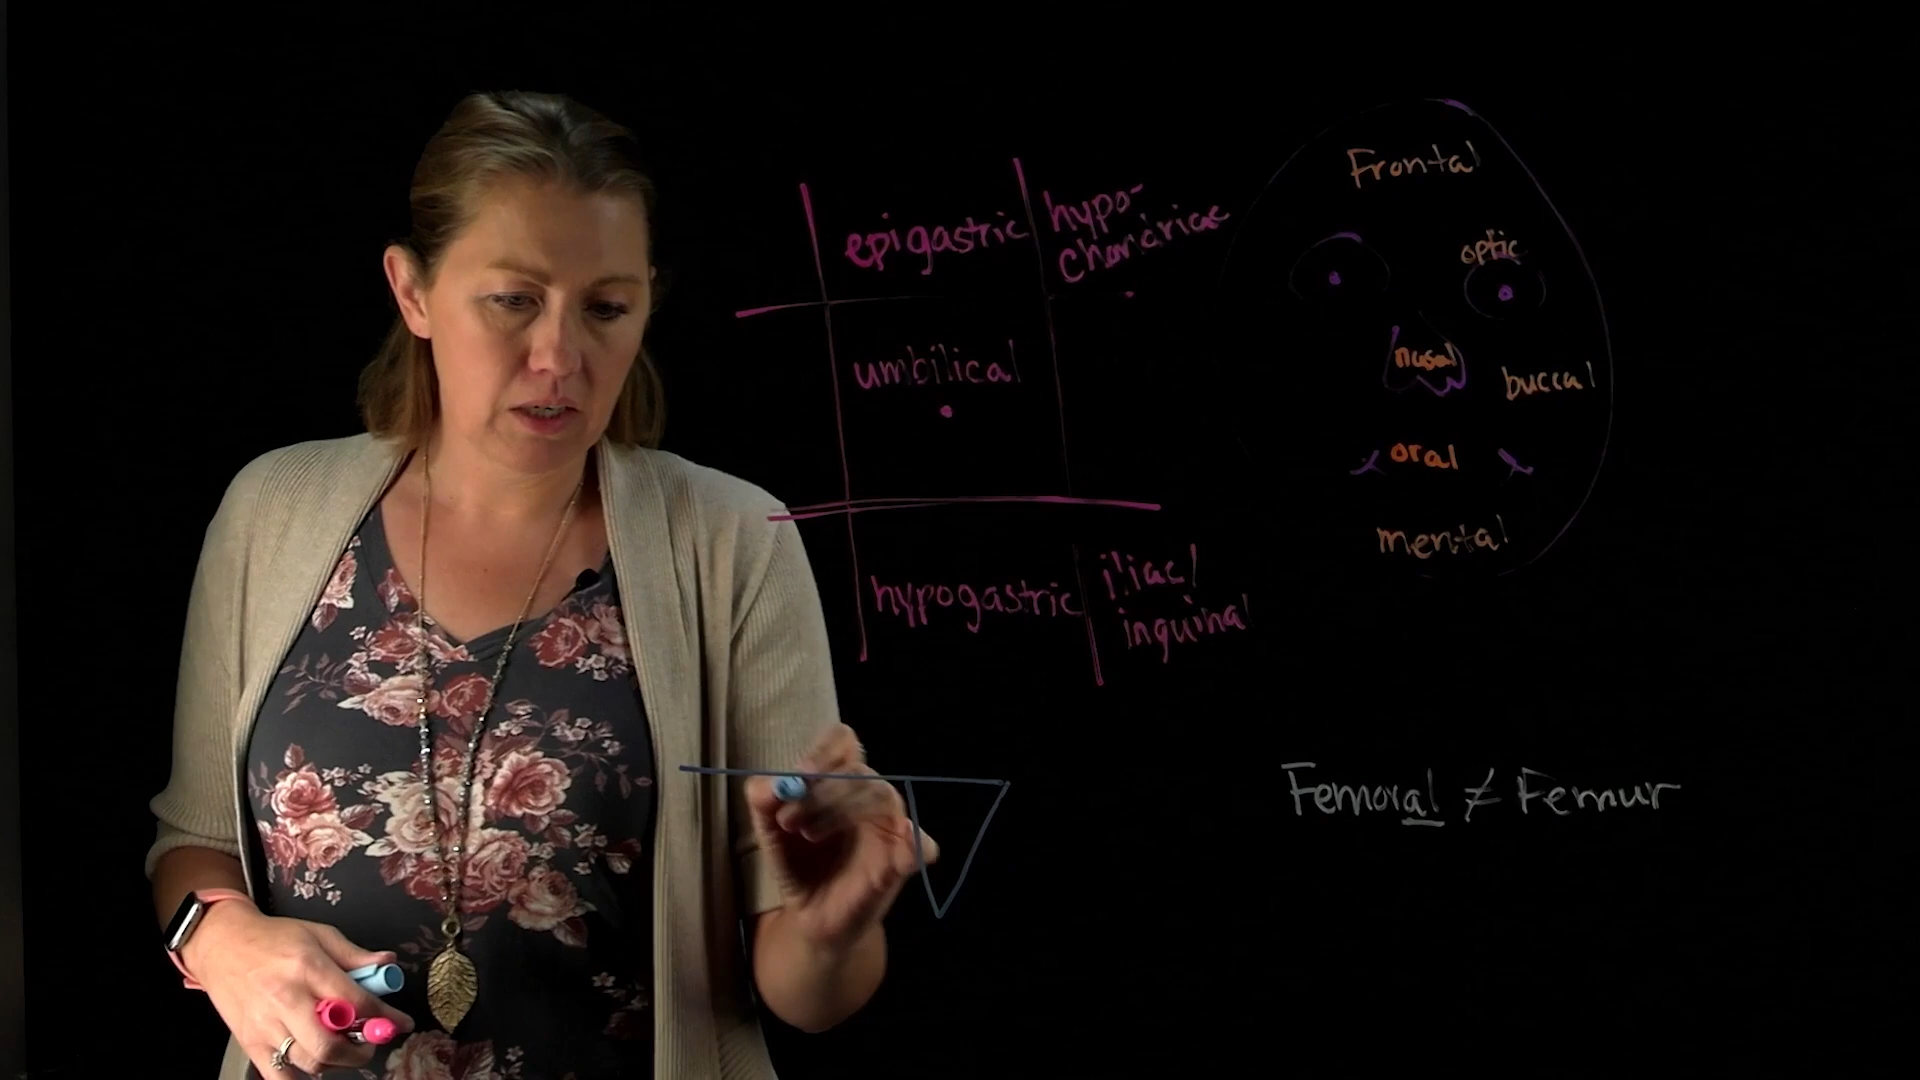 epigastric
hypo-
chondriac
umbilical
hypogastric
iliac/
inguinal
Frontal
optic
nasal
buccal
oral
mental
Femoral ≠ Femur